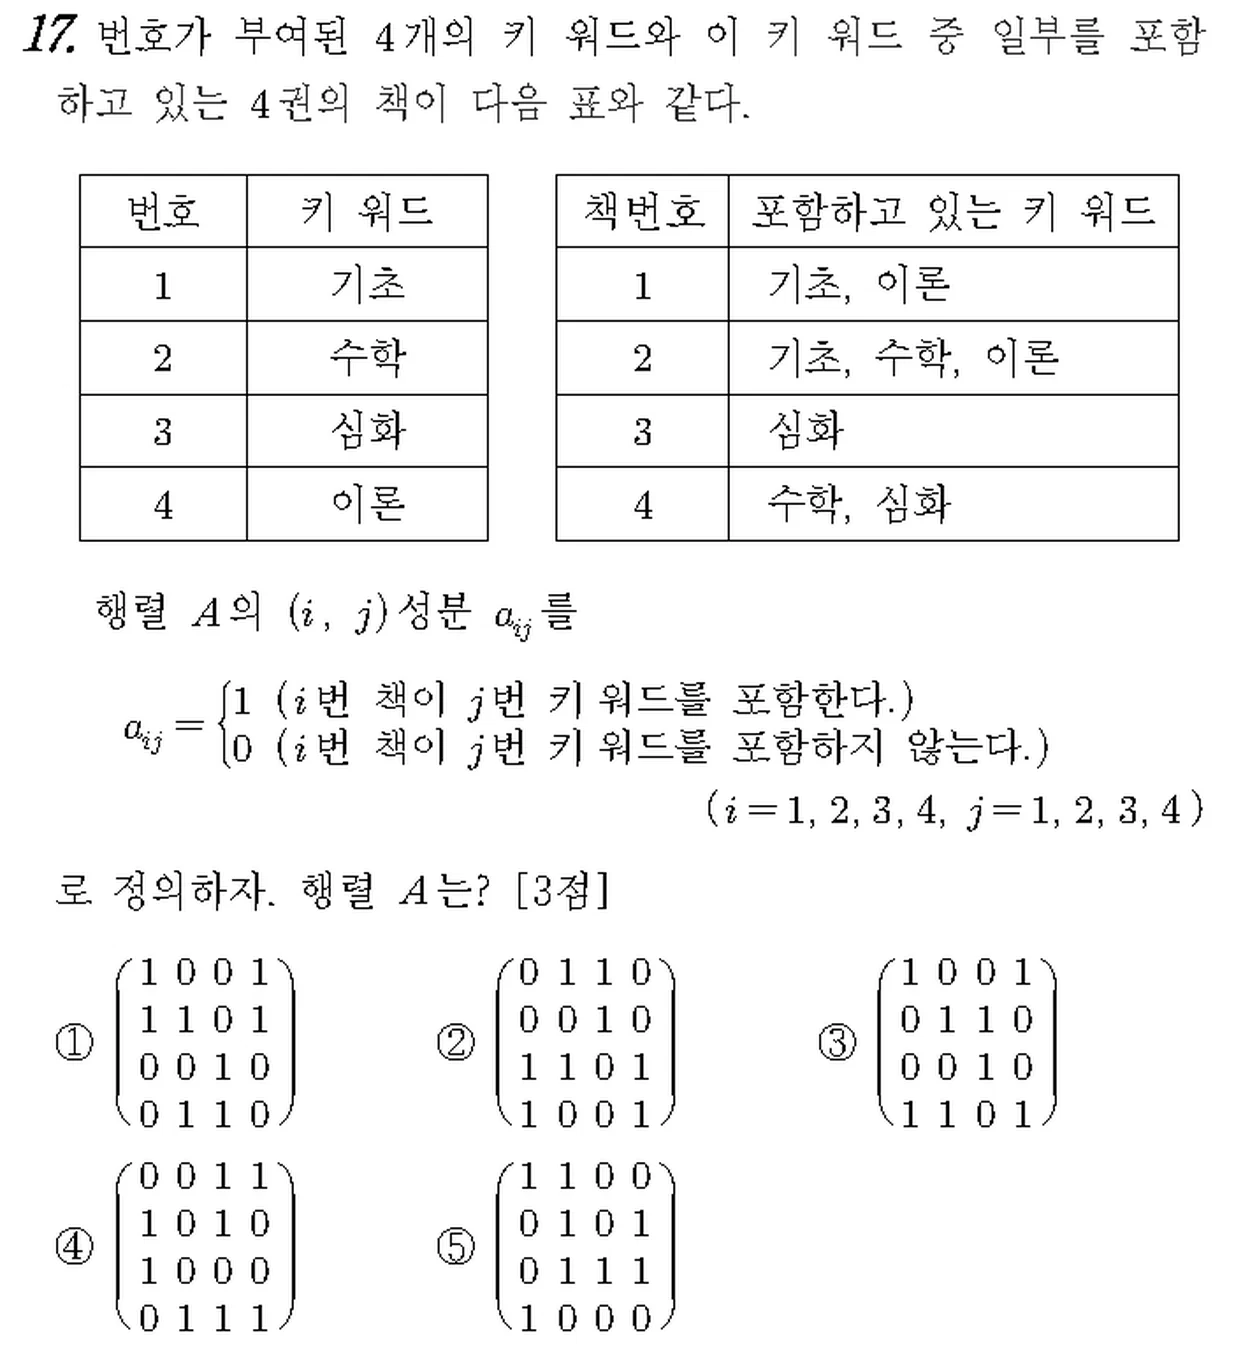 17. 번호가 부여된 4개의 키 워드와 이 키 워드 중 일부를 포함
하고 있는 4권의 책이 다음 표와 같다.
번호 키 워드
1 기초
2 수학
3 심화
4 이론
책번호 포함하고 있는 키 워드
1 기초, 이론
2 기초, 수학, 이론
3 심화
4 수학, 심화
행렬 A의 (i, j)성분 a_{ij}를
a_{ij} = { 1 (i번 책이 j번 키 워드를 포함한다.)
0 (i번 책이 j번 키 워드를 포함하지 않는다.)
(i=1, 2, 3, 4, j=1, 2, 3, 4)
로 정의하자. 행렬 A는? [3점]
①
1 0 0 1
1 1 0 1
0 0 1 0
0 1 1 0
②
0 1 1 0
0 0 1 0
1 1 0 1
1 0 0 1
③
1 0 0 1
0 1 1 0
0 0 1 0
1 1 0 1
④
0 0 1 1
1 0 1 0
1 0 0 0
0 1 1 1
⑤
1 1 0 0
0 1 0 1
0 1 1 1
1 0 0 0